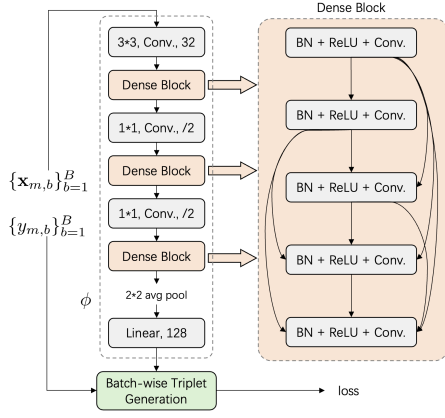 Dense Block
3*3, Conv., 32
Dense Block
1*1, Conv., /2
Dense Block
1*1, Conv., /2
Dense Block
2*2 avg pool
Linear, 128
Batch-wise Triplet
Generation
loss
{x_{m,b}}_{b=1}^{B}
{y_{m,b}}_{b=1}^{B}
ϕ
BN + ReLU + Conv.
BN + ReLU + Conv.
BN + ReLU + Conv.
BN + ReLU + Conv.
BN + ReLU + Conv.